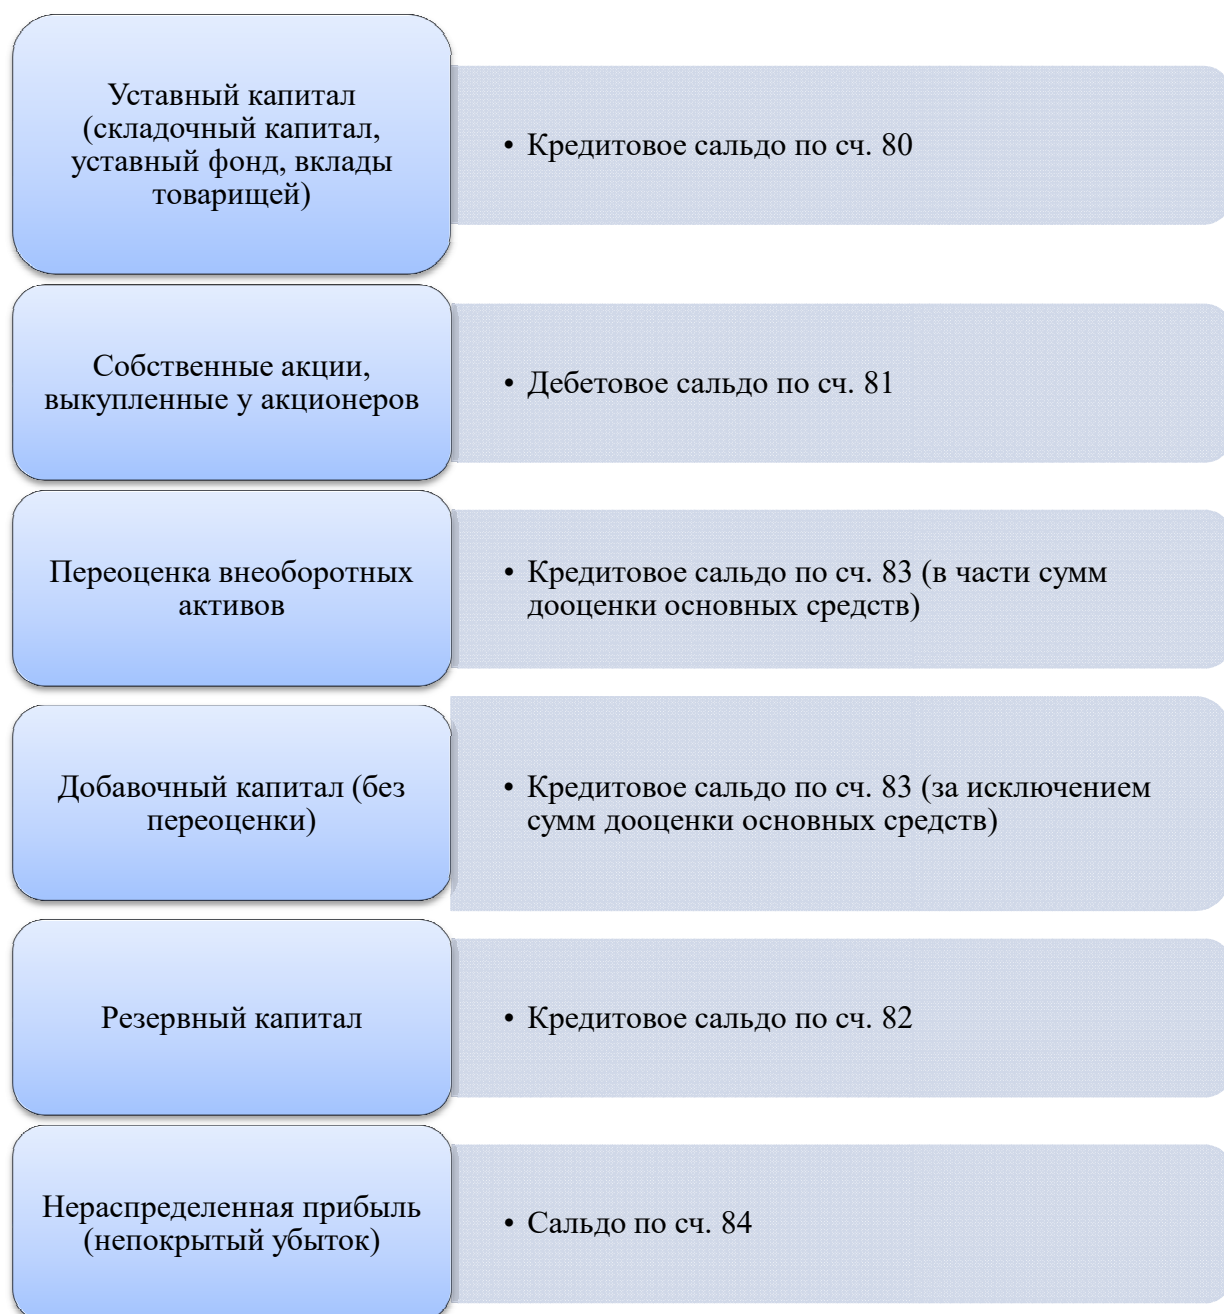 Уставный капитал
(складочный капитал,
уставный фонд, вклады
товарищей)
• Кредитовое сальдо по сч. 80
Собственные акции,
выкупленные у акционеров
• Дебетовое сальдо по сч. 81
Переоценка внеоборотных
активов
• Кредитовое сальдо по сч. 83 (в части сумм
дооценки основных средств)
Добавочный капитал (без
переоценки)
• Кредитовое сальдо по сч. 83 (за исключением
сумм дооценки основных средств)
Резервный капитал
• Кредитовое сальдо по сч. 82
Нераспределенная прибыль
(непокрытый убыток)
• Сальдо по сч. 84